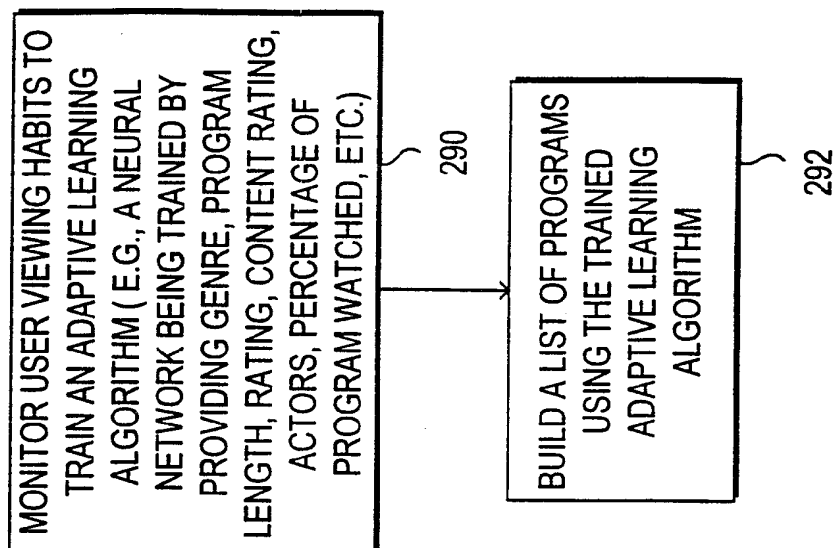 MONITOR USER VIEWING HABITS TO
TRAIN AN ADAPTIVE LEARNING
ALGORITHM ( E.G., A NEURAL
NETWORK BEING TRAINED BY
PROVIDING GENRE, PROGRAM
LENGTH, RATING, CONTENT RATING,
ACTORS, PERCENTAGE OF
PROGRAM WATCHED, ETC.)
290
BUILD A LIST OF PROGRAMS
USING THE TRAINED
ADAPTIVE LEARNING
ALGORITHM
292